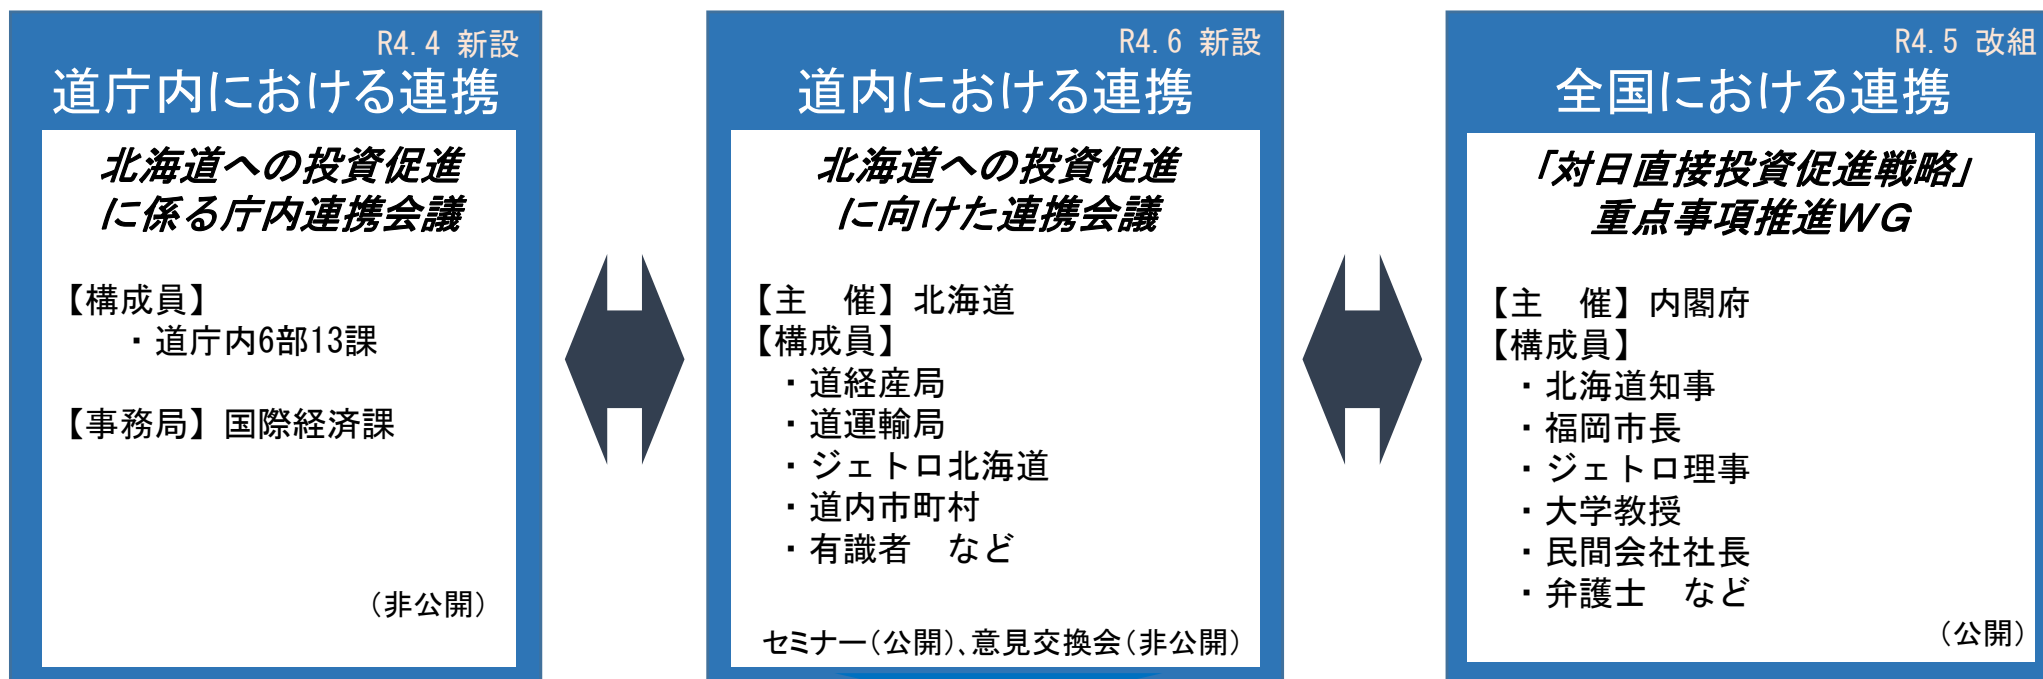 R4.4 新設
道庁内における連携
北海道への投資促進
に係る庁内連携会議
【構成員】
・道庁内6部13課
【事務局】国際経済課
（非公開）
R4.6 新設
道内における連携
北海道への投資促進
に向けた連携会議
【主　催】北海道
【構成員】
・道経産局
・道運輸局
・ジェトロ北海道
・道内市町村
・有識者　など
セミナー（公開）、意見交換会（非公開）
R4.5 改組
全国における連携
「対日直接投資促進戦略」
重点事項推進ＷＧ
【主　催】内閣府
【構成員】
・北海道知事
・福岡市長
・ジェトロ理事
・大学教授
・民間会社社長
・弁護士　など
（公開）